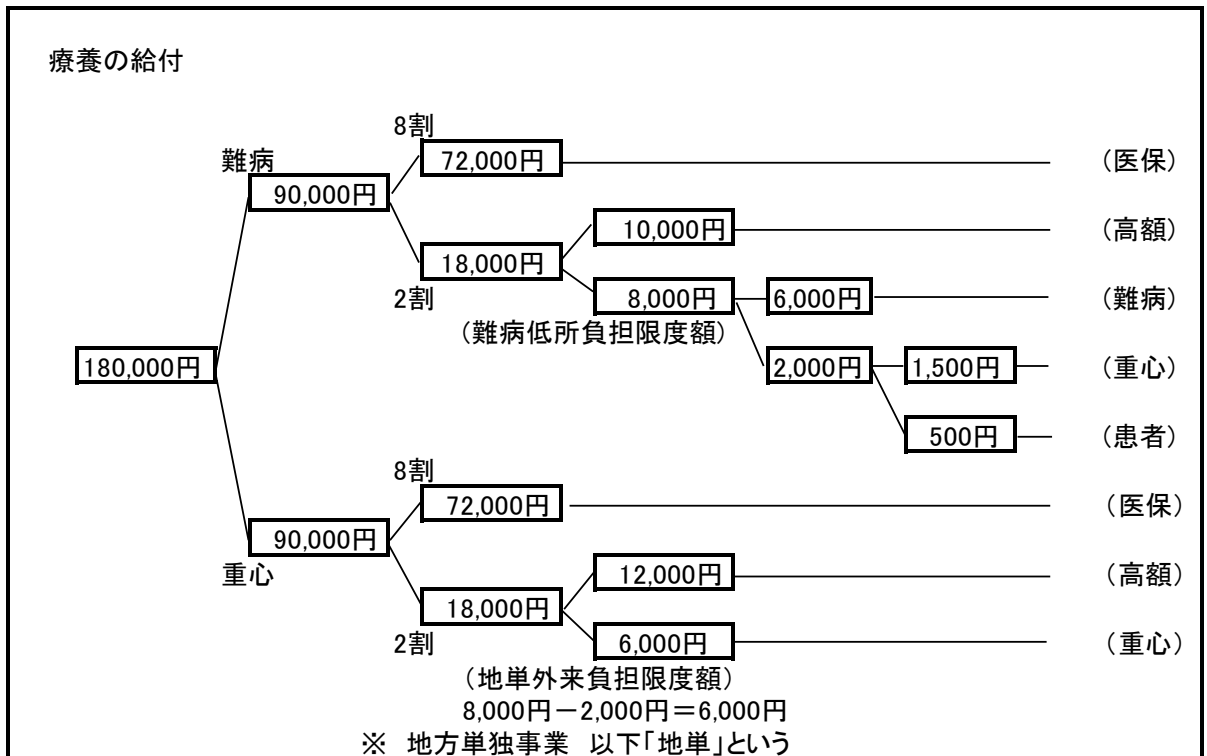 療養の給付
8割
難病 72,000円 (医保)
90,000円
10,000円 (高額)
18,000円
2割 8,000円 6,000円 (難病)
(難病低所負担限度額)
180,000円 2,000円 1,500円 (重心)
500円 (患者)
8割
72,000円 (医保)
90,000円
重心 12,000円 (高額)
18,000円
2割 6,000円 (重心)
(地単外来負担限度額)
8,000円－2,000円＝6,000円
※ 地方単独事業 以下「地単」という